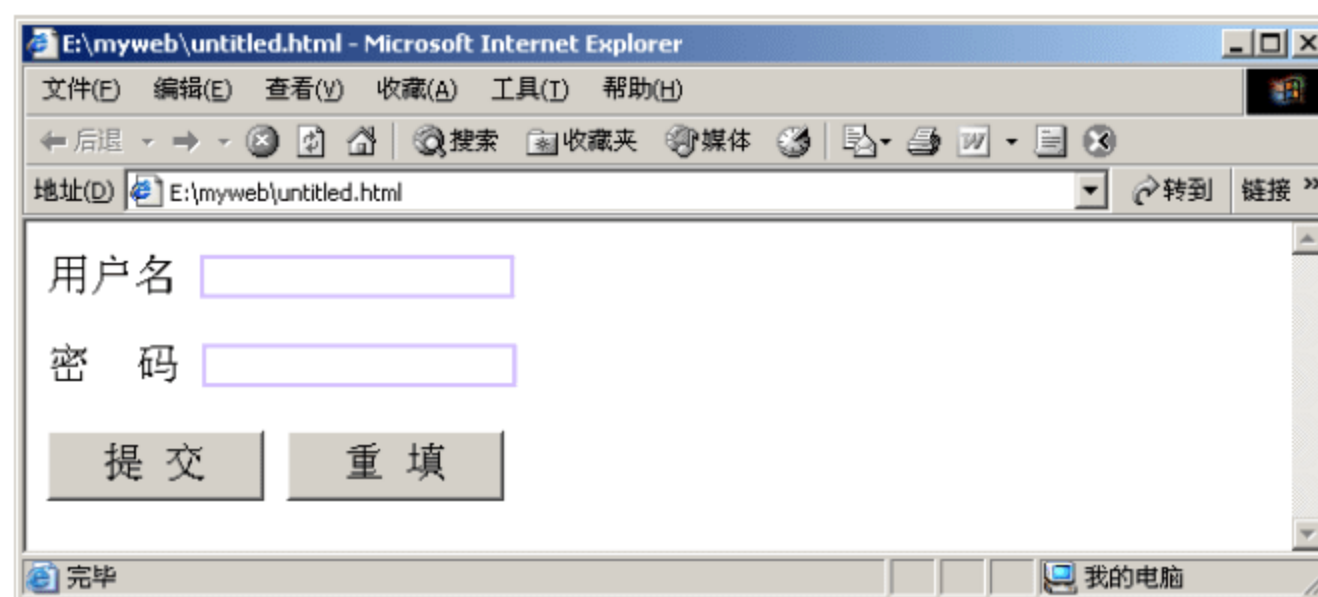 E:\myweb\untitled.html - Microsoft Internet Explorer
文件(F) 编辑(E) 查看(V) 收藏(A) 工具(T) 帮助(H)
后退 搜索 收藏夹 媒体 W
地址(D) E:\myweb\untitled.html 转到 链接 »
用户名
密 码
提 交 重 填
完毕 我的电脑